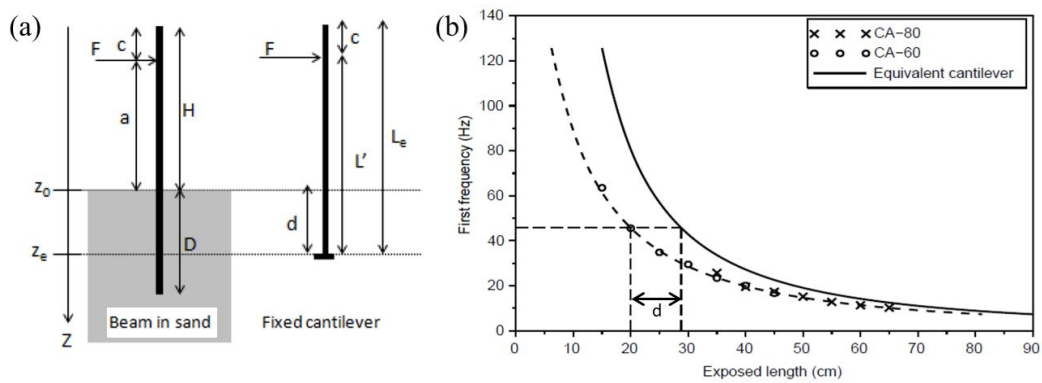 (a)
c
F
a
H
z₀
D
zₑ
Z
Beam in sand
c
F
Lₑ
L'
d
Fixed cantilever
(b)
First frequency (Hz)
140
120
100
80
60
40
20
0
CA−80
CA−60
Equivalent cantilever
d
0 10 20 30 40 50 60 70 80 90
Exposed length (cm)